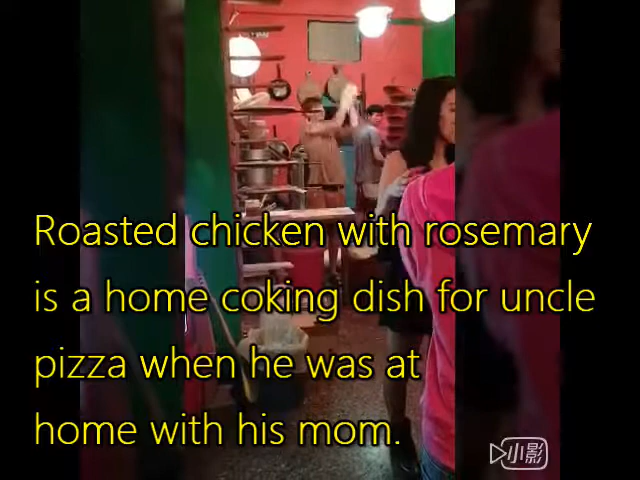 Roasted chicken with rosemary
is a home coking dish for uncle
pizza when he was at
home with his mom.
小影